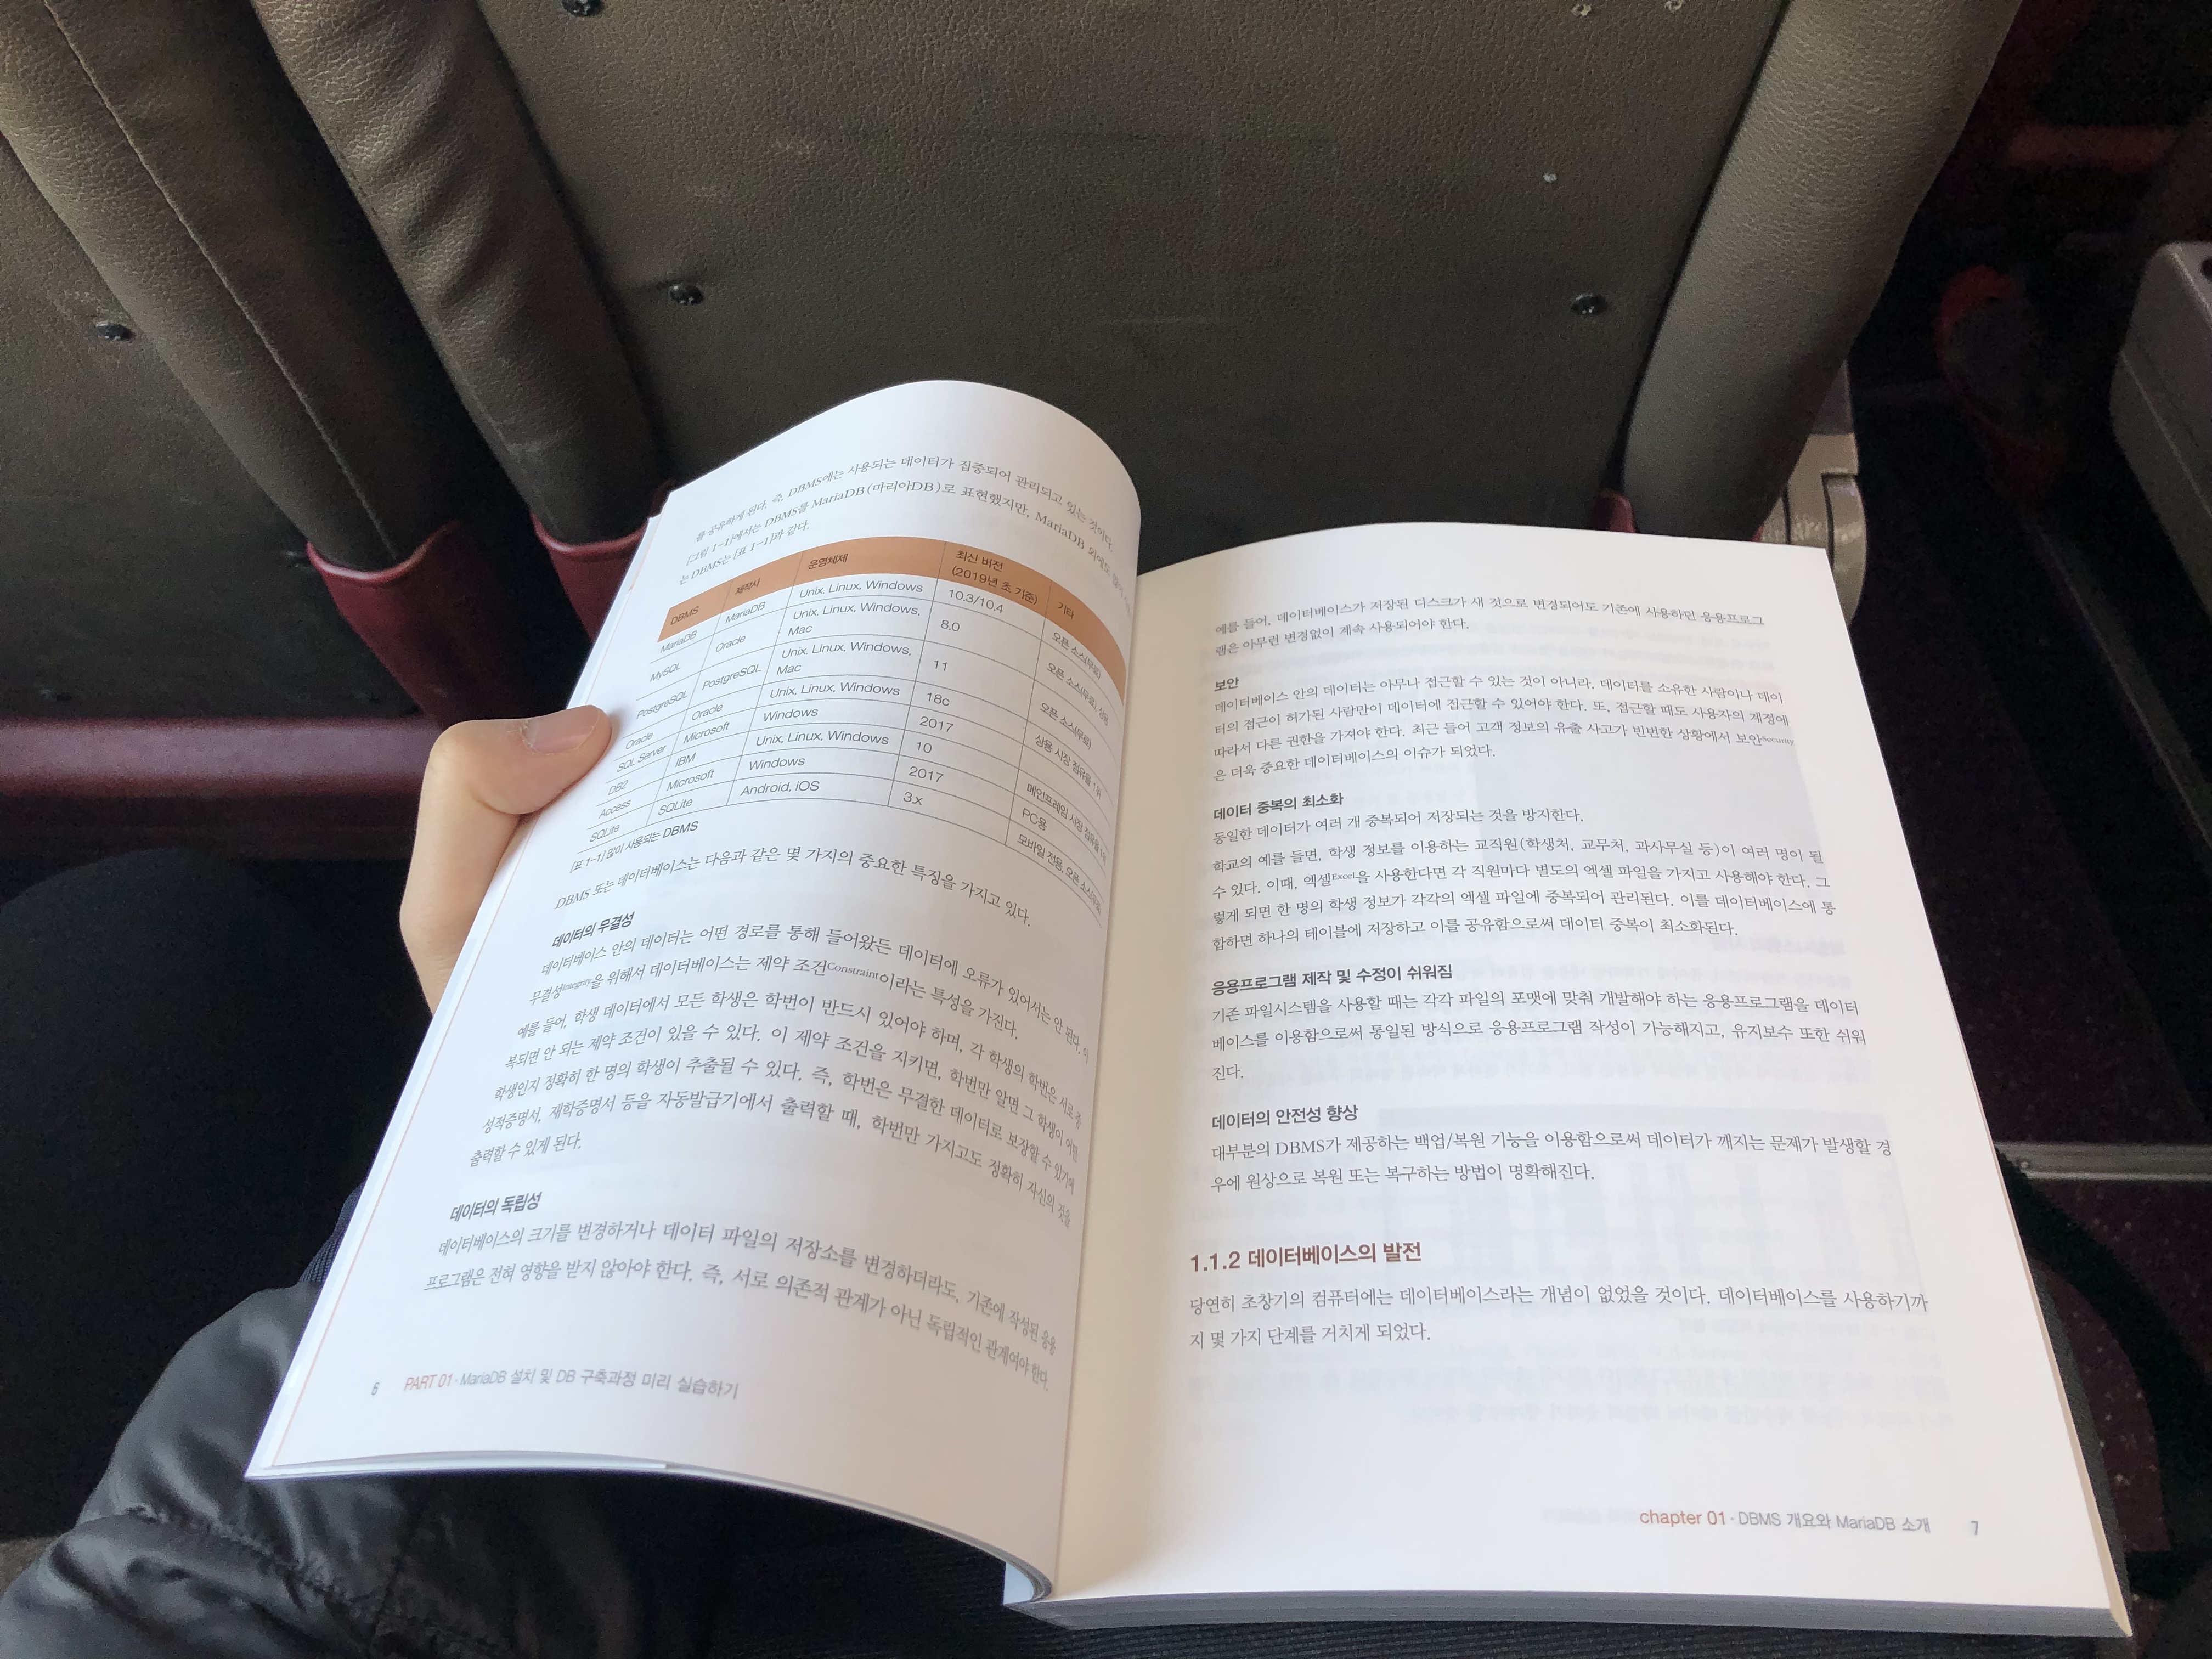 를 공유하게 된다. 즉, DBMS에는 사용되는 데이터가 집중되어 관리되고 있는 것이다.
[그림 1-1]에서는 DBMS를 MariaDB(마리아DB)로 표현했지만, MariaDB 외에도
는 DBMS는 [표 1-1]과 같다.
DBMS 제작사 운영체제 최신 버전 (2019년 초 기준) 기타
MariaDB MariaDB Unix, Linux, Windows 10.3/10.4 오픈 소스(무료)
MySQL Oracle Unix, Linux, Windows, Mac 8.0 오픈 소스(무료), 상용
PostgreSQL PostgreSQL Unix, Linux, Windows, Mac 11 오픈 소스(무료)
Oracle Oracle Unix, Linux, Windows 18c 상용 시장 점유율 1위
SQL Server Microsoft Windows 2017
DB2 IBM Unix, Linux, Windows 10 메인프레임 시장 점유율 1위
Access Microsoft Windows 2017 PC용
SQLite SQLite Android, iOS 3.x 모바일 전용, 오픈 소스(무료)
[표 1-1] 많이 사용되는 DBMS
DBMS 또는 데이터베이스는 다음과 같은 몇 가지의 중요한 특징을 가지고 있다.
데이터의 무결성
데이터베이스 안의 데이터는 어떤 경로를 통해 들어왔든 데이터에 오류가 있어서는 안 된다. 이
무결성Integrity을 위해서 데이터베이스는 제약 조건Constraint이라는 특성을 가진다.
예를 들어, 학생 데이터에서 모든 학생은 학번이 반드시 있어야 하며, 각 학생의 학번은 서로 중
복되면 안 되는 제약 조건이 있을 수 있다. 이 제약 조건을 지키면, 학번만 알면 그 학생이 어떤
학생인지 정확히 한 명의 학생이 추출될 수 있다. 즉, 학번은 무결한 데이터로 보장할 수 있기에
성적증명서, 재학증명서 등을 자동발급기에서 출력할 때, 학번만 가지고도 정확히 자신의 것을
출력할 수 있게 된다.
데이터의 독립성
데이터베이스의 크기를 변경하거나 데이터 파일의 저장소를 변경하더라도, 기존에 작성된 응용
프로그램은 전혀 영향을 받지 않아야 한다. 즉, 서로 의존적 관계가 아닌 독립적인 관계여야 한다.
6 PART 01 · MariaDB 설치 및 DB 구축과정 미리 실습하기
예를 들어, 데이터베이스가 저장된 디스크가 새 것으로 변경되어도 기존에 사용하던 응용프로그
램은 아무런 변경없이 계속 사용되어야 한다.
보안
데이터베이스 안의 데이터는 아무나 접근할 수 있는 것이 아니라, 데이터를 소유한 사람이나 데이
터의 접근이 허가된 사람만이 데이터에 접근할 수 있어야 한다. 또, 접근할 때도 사용자의 계정에
따라서 다른 권한을 가져야 한다. 최근 들어 고객 정보의 유출 사고가 빈번한 상황에서 보안Security
은 더욱 중요한 데이터베이스의 이슈가 되었다.
데이터 중복의 최소화
동일한 데이터가 여러 개 중복되어 저장되는 것을 방지한다.
학교의 예를 들면, 학생 정보를 이용하는 교직원(학생처, 교무처, 과사무실 등)이 여러 명이 될
수 있다. 이때, 엑셀Excel을 사용한다면 각 직원마다 별도의 엑셀 파일을 가지고 사용해야 한다. 그
렇게 되면 한 명의 학생 정보가 각각의 엑셀 파일에 중복되어 관리된다. 이를 데이터베이스에 통
합하면 하나의 테이블에 저장하고 이를 공유함으로써 데이터 중복이 최소화된다.
응용프로그램 제작 및 수정이 쉬워짐
기존 파일시스템을 사용할 때는 각각 파일의 포맷에 맞춰 개발해야 하는 응용프로그램을 데이터
베이스를 이용함으로써 통일된 방식으로 응용프로그램 작성이 가능해지고, 유지보수 또한 쉬워
진다.
데이터의 안전성 향상
대부분의 DBMS가 제공하는 백업/복원 기능을 이용함으로써 데이터가 깨지는 문제가 발생할 경
우에 원상으로 복원 또는 복구하는 방법이 명확해진다.
1.1.2 데이터베이스의 발전
당연히 초창기의 컴퓨터에는 데이터베이스라는 개념이 없었을 것이다. 데이터베이스를 사용하기까
지 몇 가지 단계를 거치게 되었다.
chapter 01 · DBMS 개요와 MariaDB 소개 7